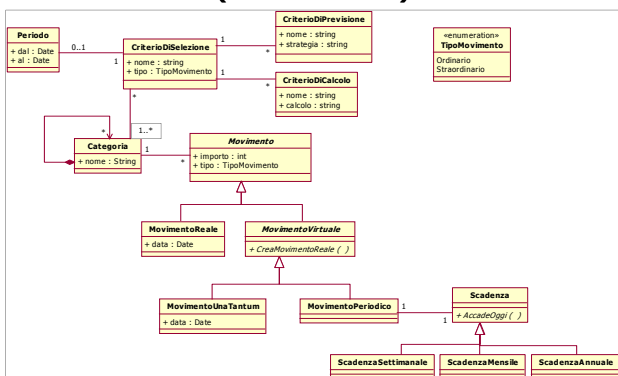 Periodo
+ dal : Date
+ al : Date
0..1
1
CriterioDiSelezione
+ nome : string
+ tipo : TipoMovimento
1
*
CriterioDiPrevisione
+ nome : string
+ strategia : string
1
*
CriterioDiCalcolo
+ nome : string
+ calcolo : string
«enumeration»
TipoMovimento
Ordinario
Straordinario
*
1..*
*
Categoria
+ nome : String
1
*
Movimento
+ importo : int
+ tipo : TipoMovimento
MovimentoReale
+ data : Date
MovimentoVirtuale
+ CreaMovimentoReale ( )
MovimentoUnaTantum
+ data : Date
MovimentoPeriodico
1
1
Scadenza
+ AccadeOggi ( )
ScadenzaSettimanale
ScadenzaMensile
ScadenzaAnnuale